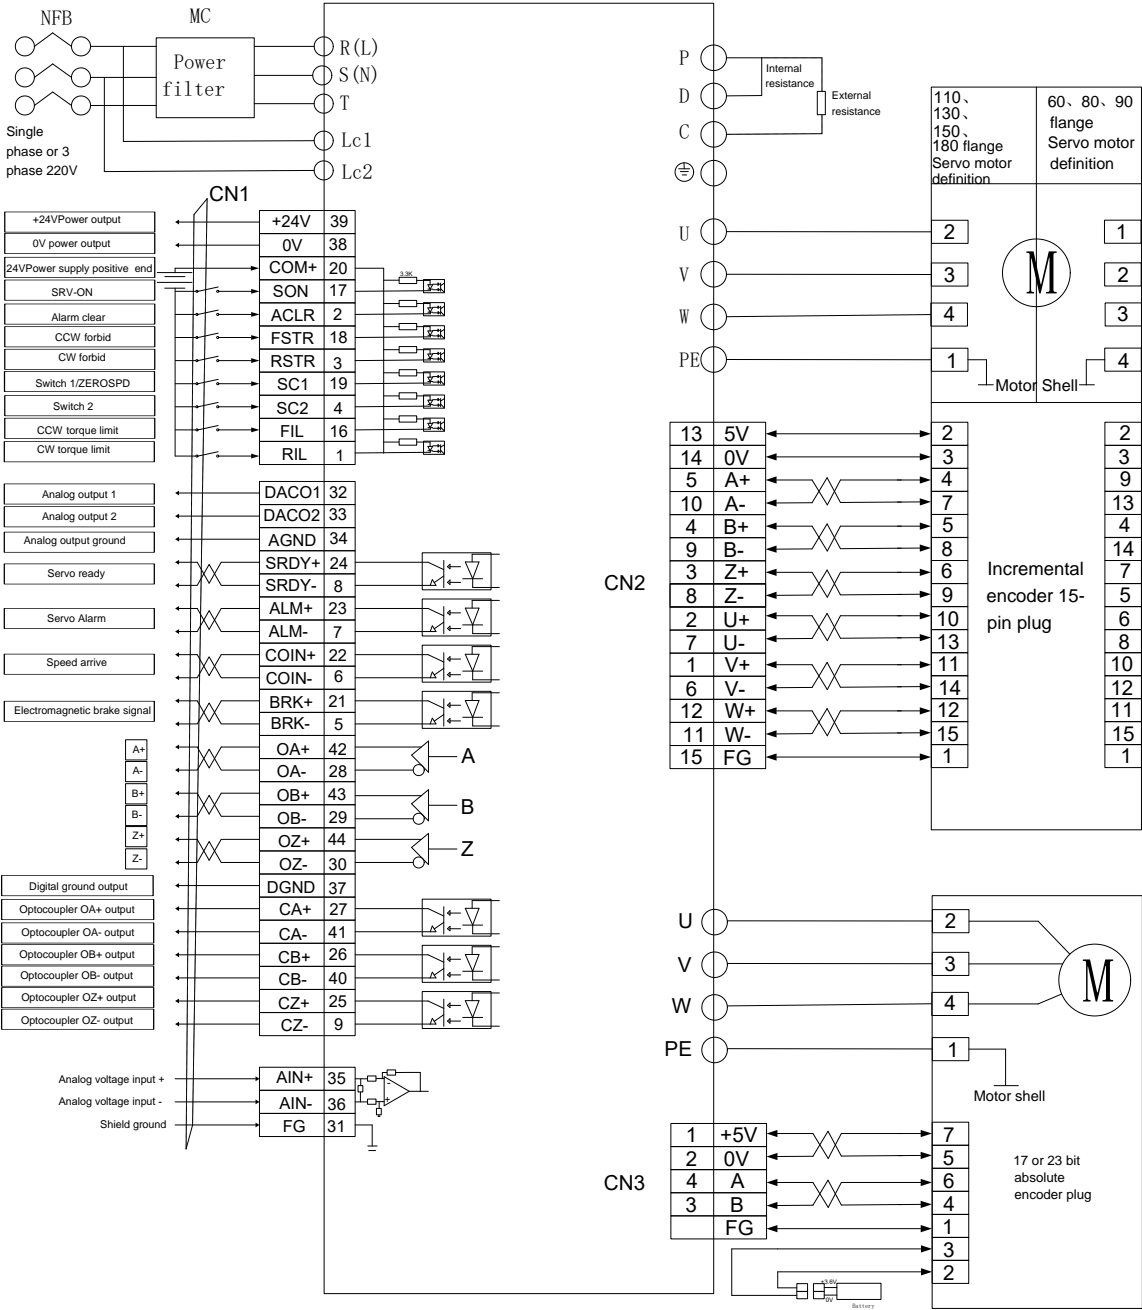 NFB
MC
Power
filter
Single
phase or 3
phase 220V
R(L)
S(N)
T
Lc1
Lc2
P
D
C
Internal
resistance
External
resistance
110、
130、
150、
180 flange
Servo motor
definition
60、80、90
flange
Servo motor
definition
U
V
W
PE
2
3
4
1
M
1
2
3
4
Motor Shell
CN1
+24VPower output +24V 39
0V power output 0V 38
24VPower supply positive end COM+ 20
3.3K
SRV-ON SON 17
Alarm clear ACLR 2
CCW forbid FSTR 18
CW forbid RSTR 3
Switch 1/ZEROSPD SC1 19
Switch 2 SC2 4
CCW torque limit FIL 16
CW torque limit RIL 1
Analog output 1 DACO1 32
Analog output 2 DACO2 33
Analog output ground AGND 34
Servo ready SRDY+ 24
SRDY- 8
Servo Alarm ALM+ 23
ALM- 7
Speed arrive COIN+ 22
COIN- 6
Electromagnetic brake signal BRK+ 21
BRK- 5
A+ OA+ 42
A- OA- 28
A
B+ OB+ 43
B- OB- 29
B
Z+ OZ+ 44
Z- OZ- 30
Z
Digital ground output DGND 37
Optocoupler OA+ output CA+ 27
Optocoupler OA- output CA- 41
Optocoupler OB+ output CB+ 26
Optocoupler OB- output CB- 40
Optocoupler OZ+ output CZ+ 25
Optocoupler OZ- output CZ- 9
Analog voltage input + AIN+ 35
Analog voltage input - AIN- 36
- 
+
Shield ground FG 31
CN2
13 5V 2 2
14 0V 3 3
5 A+ 4 9
10 A- 7 13
4 B+ 5 4
9 B- 8 14
3 Z+ 6 7
8 Z- 9 5
2 U+ 10 6
7 U- 13 8
1 V+ 11 10
6 V- 14 12
12 W+ 12 11
11 W- 15 15
15 FG 1 1
Incremental
encoder 15-
pin plug
U 2
V 3
W 4
PE 1
M
Motor shell
CN3
1 +5V 7
2 0V 5
4 A 6
3 B 4
FG 1
3
2
17 or 23 bit
absolute
encoder plug
+3.6V
0V
Battery